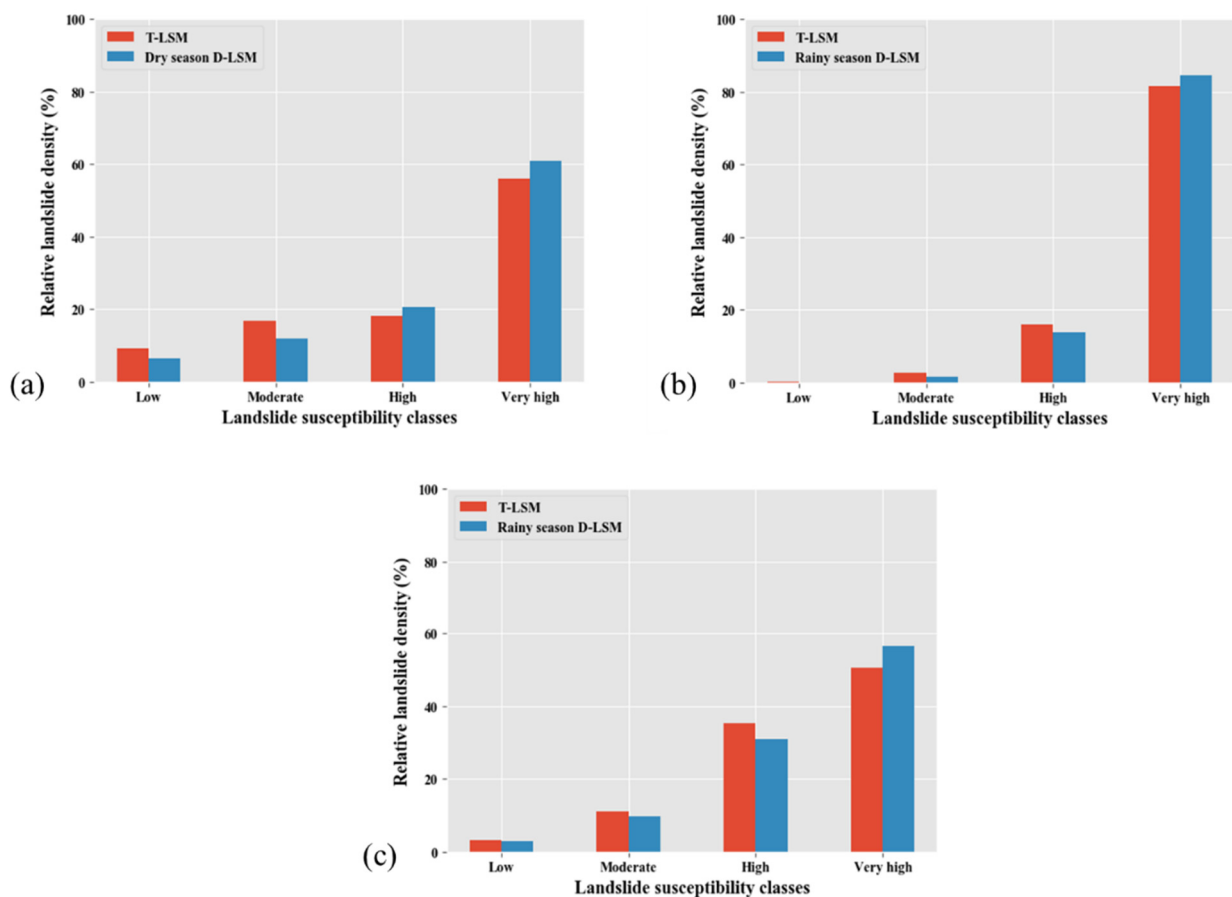 100
80
60
40
20
0
Relative landslide density (%)
T-LSM
Dry season D-LSM
Low Moderate High Very high
Landslide susceptibility classes
(a)
100
80
60
40
20
0
Relative landslide density (%)
T-LSM
Rainy season D-LSM
Low Moderate High Very high
Landslide susceptibility classes
(b)
100
80
60
40
20
0
Relative landslide density (%)
T-LSM
Rainy season D-LSM
Low Moderate High Very high
Landslide susceptibility classes
(c)